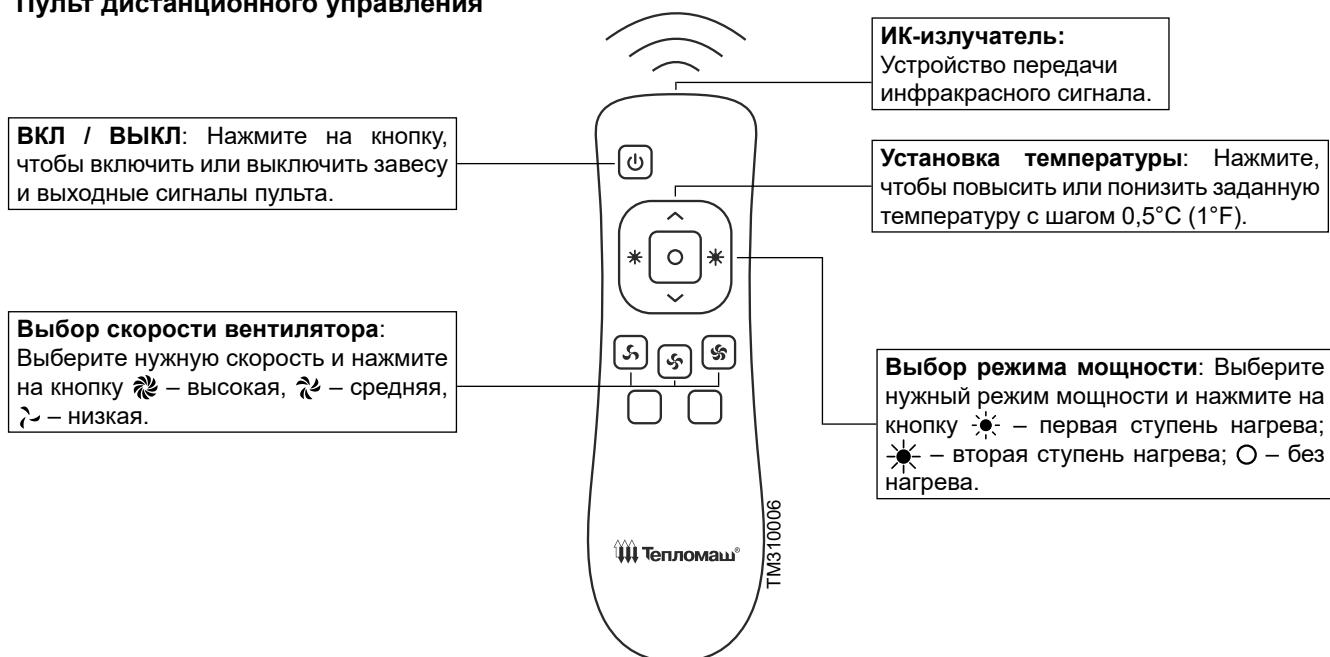 Пульт дистанционного управления
ИК-излучатель:
Устройство передачи
инфракрасного сигнала.
ВКЛ / ВЫКЛ: Нажмите на кнопку,
чтобы включить или выключить завесу
и выходные сигналы пульта.
Установка температуры: Нажмите,
чтобы повысить или понизить заданную
температуру с шагом 0,5°C (1°F).
Выбор скорости вентилятора:
Выберите нужную скорость и нажмите
на кнопку – высокая, – средняя,
– низкая.
Выбор режима мощности: Выберите
нужный режим мощности и нажмите на
кнопку – первая ступень нагрева;
– вторая ступень нагрева; – без
нагрева.
Тепломаш®
TM310006